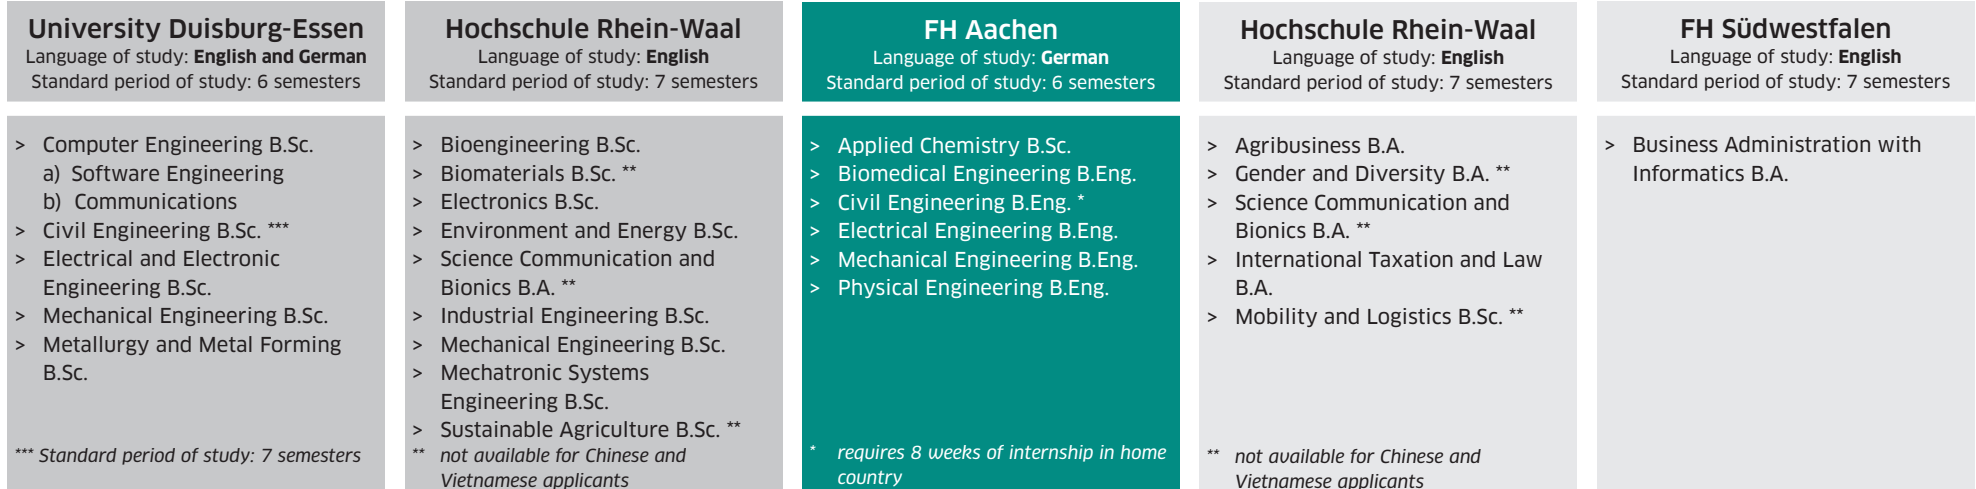 University Duisburg-Essen
Language of study: English and German
Standard period of study: 6 semesters
> Computer Engineering B.Sc.
a) Software Engineering
b) Communications
> Civil Engineering B.Sc. ***
> Electrical and Electronic
Engineering B.Sc.
> Mechanical Engineering B.Sc.
> Metallurgy and Metal Forming
B.Sc.
*** Standard period of study: 7 semesters
Hochschule Rhein-Waal
Language of study: English
Standard period of study: 7 semesters
> Bioengineering B.Sc.
> Biomaterials B.Sc. **
> Electronics B.Sc.
> Environment and Energy B.Sc.
> Science Communication and
Bionics B.A. **
> Industrial Engineering B.Sc.
> Mechanical Engineering B.Sc.
> Mechatronic Systems
Engineering B.Sc.
> Sustainable Agriculture B.Sc. **
** not available for Chinese and
Vietnamese applicants
FH Aachen
Language of study: German
Standard period of study: 6 semesters
> Applied Chemistry B.Sc.
> Biomedical Engineering B.Eng.
> Civil Engineering B.Eng. *
> Electrical Engineering B.Eng.
> Mechanical Engineering B.Eng.
> Physical Engineering B.Eng.
* requires 8 weeks of internship in home
country
Hochschule Rhein-Waal
Language of study: English
Standard period of study: 7 semesters
> Agribusiness B.A.
> Gender and Diversity B.A. **
> Science Communication and
Bionics B.A. **
> International Taxation and Law
B.A.
> Mobility and Logistics B.Sc. **
** not available for Chinese and
Vietnamese applicants
FH Südwestfalen
Language of study: English
Standard period of study: 7 semesters
> Business Administration with
Informatics B.A.